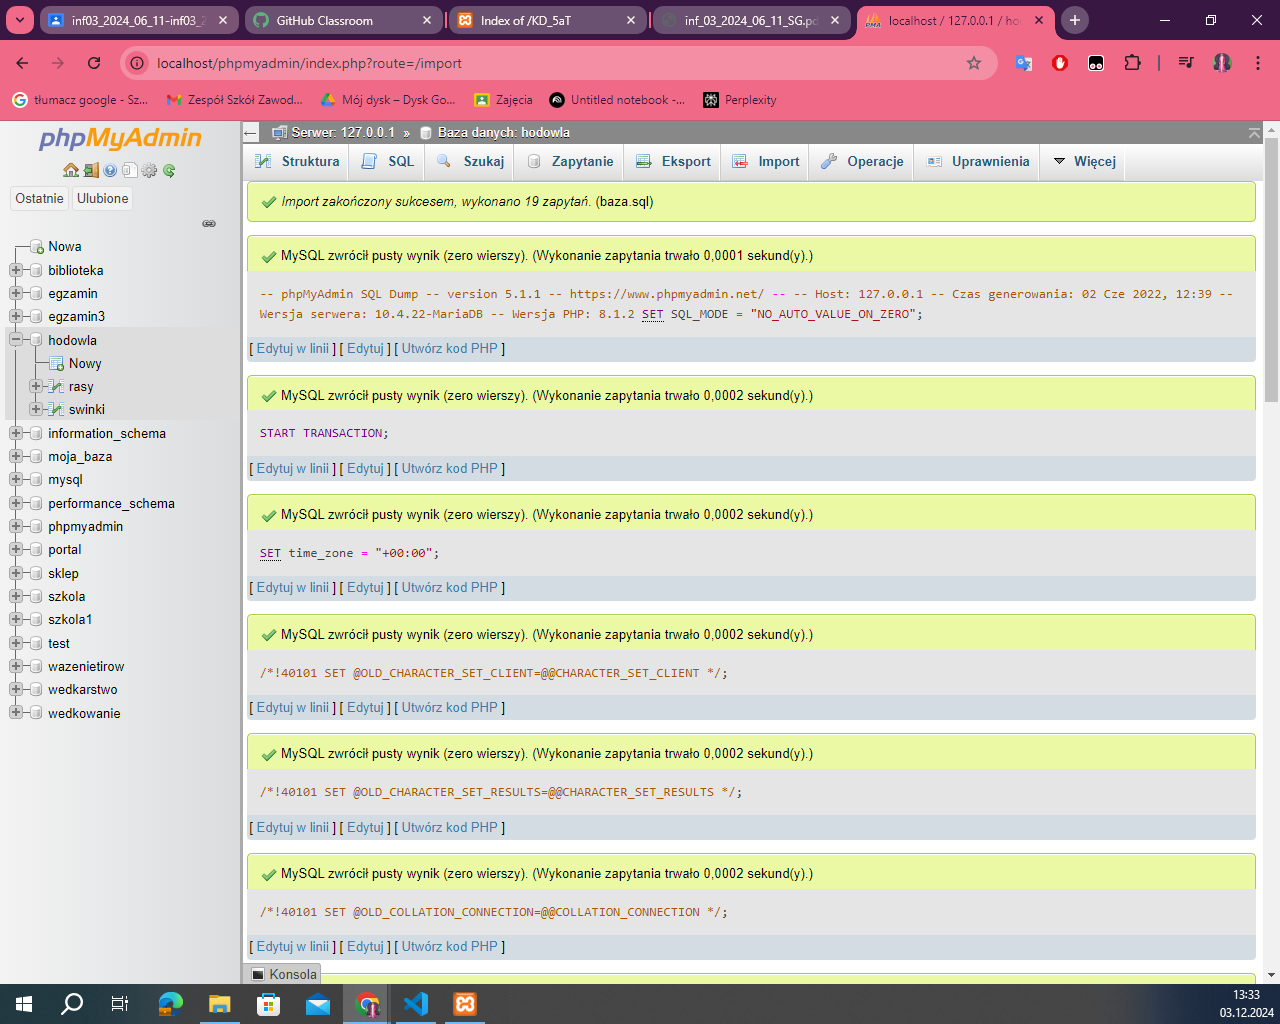 inf03_2024_06_11-inf03_2
GitHub Classroom
Index of /KD_5aT
inf_03_2024_06_11_SG.pd
localhost / 127.0.0.1 / hod
localhost/phpmyadmin/index.php?route=/import
tłumacz google - Sz...
Zespół Szkół Zawod...
Mój dysk – Dysk Go...
Zajęcia
Untitled notebook -...
Perplexity
phpMyAdmin
Ostatnie
Ulubione
Nowa
biblioteka
egzamin
egzamin3
hodowla
Nowy
rasy
swinki
information_schema
moja_baza
mysql
performance_schema
phpmyadmin
portal
sklep
szkola
szkola1
test
wazenietirow
wedkarstwo
wedkowanie
Serwer: 127.0.0.1 » Baza danych: hodowla
Struktura
SQL
Szukaj
Zapytanie
Eksport
Import
Operacje
Uprawnienia
Więcej
Import zakończony sukcesem, wykonano 19 zapytań. (baza.sql)
MySQL zwrócił pusty wynik (zero wierszy). (Wykonanie zapytania trwało 0,0001 sekund(y).)
-- phpMyAdmin SQL Dump -- version 5.1.1 -- https://www.phpmyadmin.net/ -- -- Host: 127.0.0.1 -- Czas generowania: 02 Cze 2022, 12:39 --
Wersja serwera: 10.4.22-MariaDB -- Wersja PHP: 8.1.2 SET SQL_MODE = "NO_AUTO_VALUE_ON_ZERO";
[ Edytuj w linii ] [ Edytuj ] [ Utwórz kod PHP ]
MySQL zwrócił pusty wynik (zero wierszy). (Wykonanie zapytania trwało 0,0002 sekund(y).)
START TRANSACTION;
[ Edytuj w linii ] [ Edytuj ] [ Utwórz kod PHP ]
MySQL zwrócił pusty wynik (zero wierszy). (Wykonanie zapytania trwało 0,0002 sekund(y).)
SET time_zone = "+00:00";
[ Edytuj w linii ] [ Edytuj ] [ Utwórz kod PHP ]
MySQL zwrócił pusty wynik (zero wierszy). (Wykonanie zapytania trwało 0,0002 sekund(y).)
/*!40101 SET @OLD_CHARACTER_SET_CLIENT=@@CHARACTER_SET_CLIENT */;
[ Edytuj w linii ] [ Edytuj ] [ Utwórz kod PHP ]
MySQL zwrócił pusty wynik (zero wierszy). (Wykonanie zapytania trwało 0,0002 sekund(y).)
/*!40101 SET @OLD_CHARACTER_SET_RESULTS=@@CHARACTER_SET_RESULTS */;
[ Edytuj w linii ] [ Edytuj ] [ Utwórz kod PHP ]
MySQL zwrócił pusty wynik (zero wierszy). (Wykonanie zapytania trwało 0,0002 sekund(y).)
/*!40101 SET @OLD_COLLATION_CONNECTION=@@COLLATION_CONNECTION */;
[ Edytuj w linii ] [ Edytuj ] [ Utwórz kod PHP ]
Konsola
13:33
03.12.2024